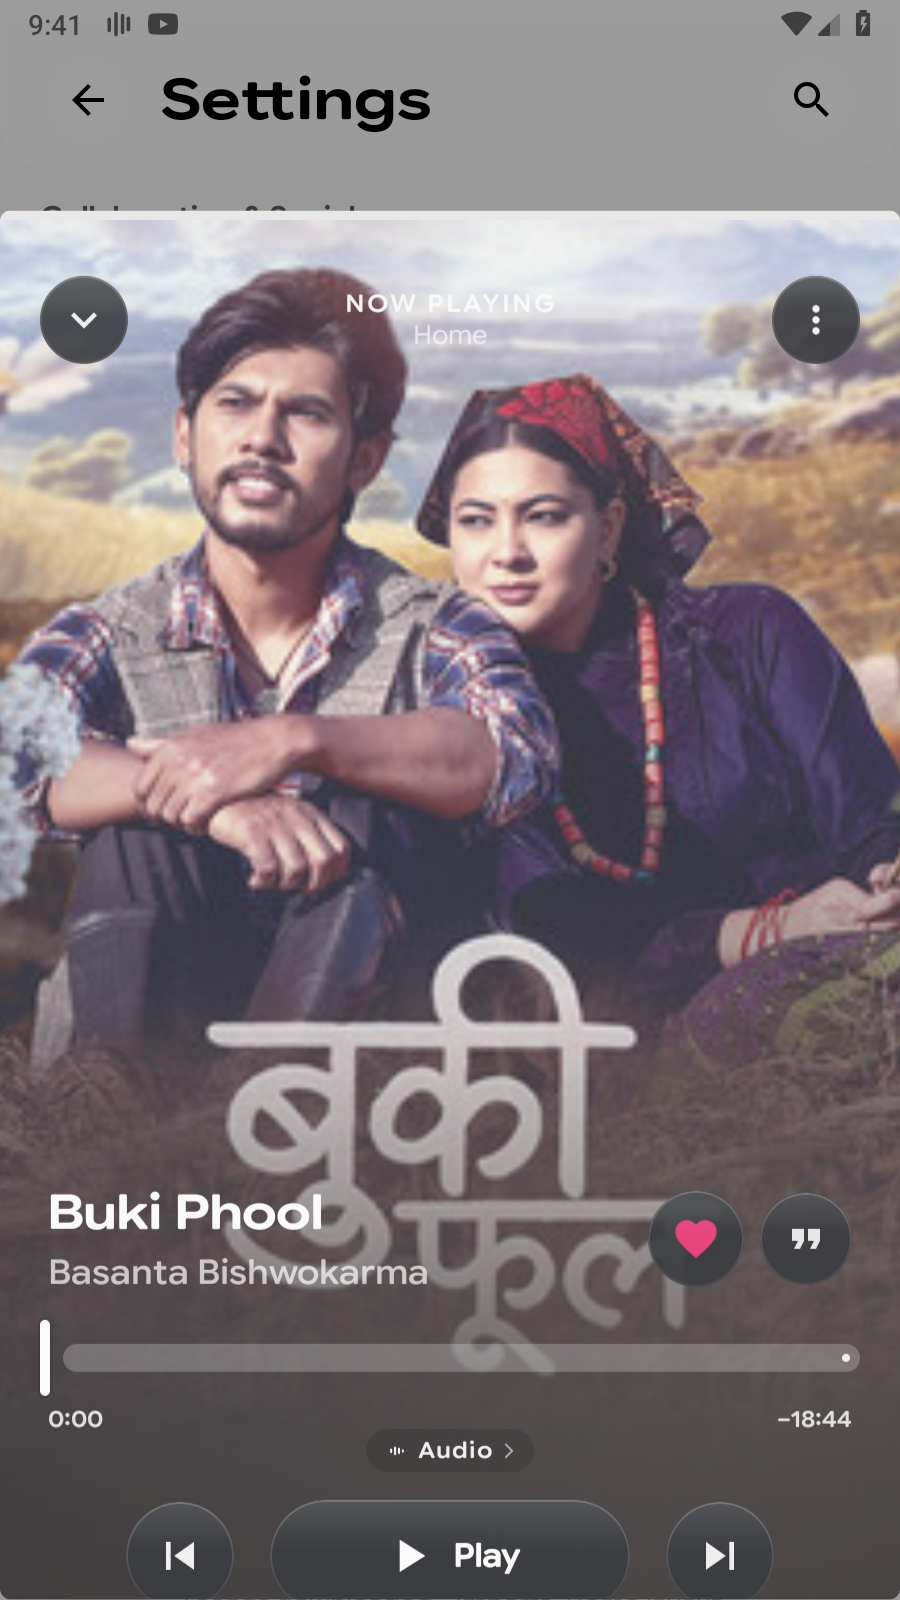 9:41
Settings
NOW PLAYING
Home
बुकी
फूल
Buki Phool
Basanta Bishwokarma
0:00
–18:44
Audio
Play